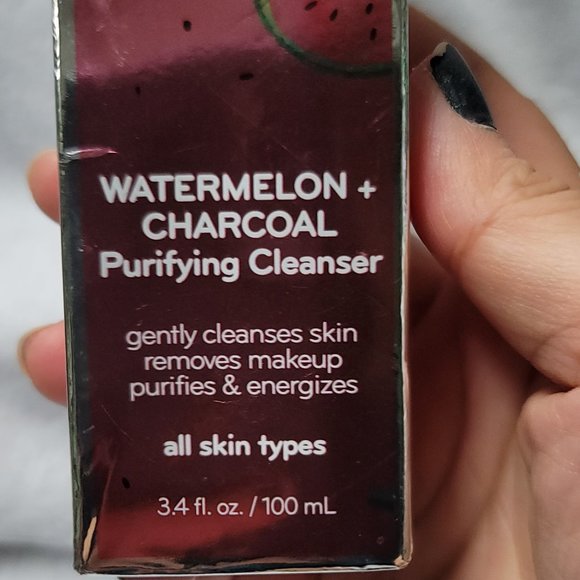 WATERMELON +
CHARCOAL
Purifying Cleanser
gently cleanses skin
removes makeup
purifies & energizes
all skin types
3.4 fl. oz. / 100 mL